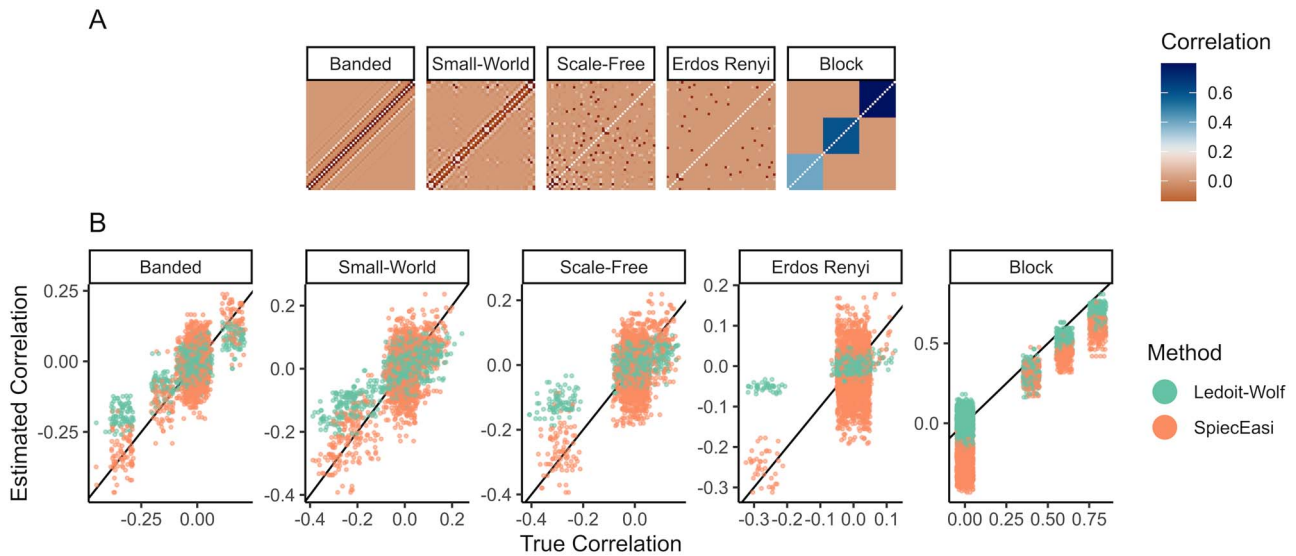 A
Banded Small-World Scale-Free Erdos Renyi Block
Correlation
0.6
0.4
0.2
0.0
B
Banded Small-World Scale-Free Erdos Renyi Block
Estimated Correlation
0.25
0.00
-0.25
-0.25 0.00
0.2
0.0
-0.2
-0.4
-0.4 -0.2 0.0 0.2
0.2
0.0
-0.2
-0.4
-0.4 -0.2 0.0
0.2
0.1
0.0
-0.1
-0.2
-0.3
-0.3 -0.2 -0.1 0.0 0.1
0.5
0.0
0.00 0.25 0.50 0.75
True Correlation
Method
Ledoit-Wolf
SpiecEasi